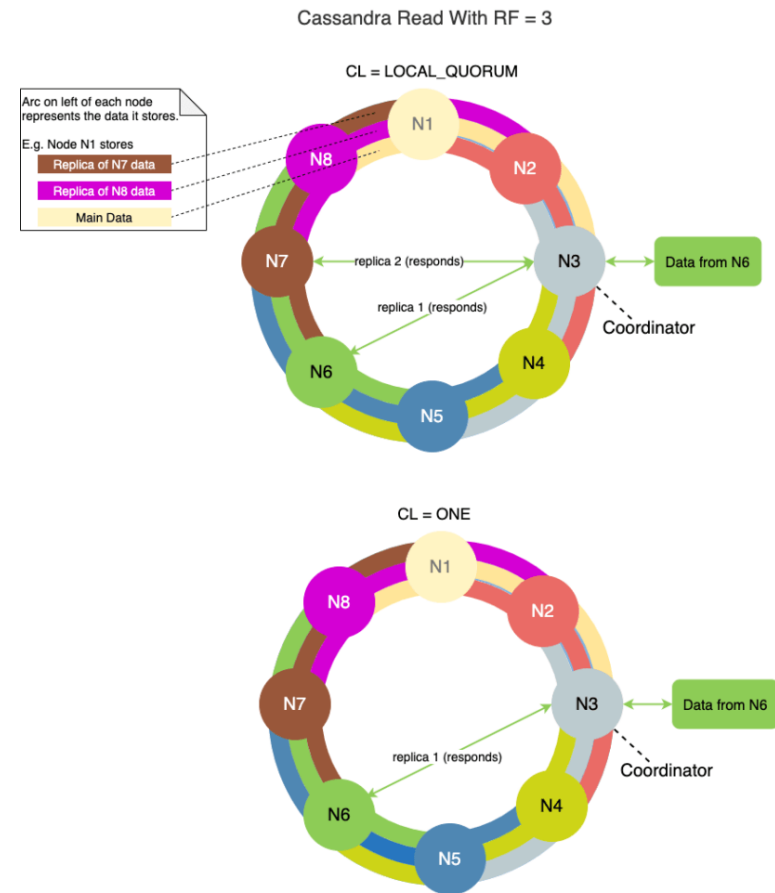 Cassandra Read With RF = 3
CL = LOCAL_QUORUM
Arc on left of each node
represents the data it stores.
E.g. Node N1 stores
Replica of N7 data
Replica of N8 data
Main Data
N1
N2
N3
N4
N5
N6
N7
N8
replica 2 (responds)
replica 1 (responds)
Data from N6
Coordinator
CL = ONE
N1
N2
N3
N4
N5
N6
N7
N8
replica 1 (responds)
Data from N6
Coordinator